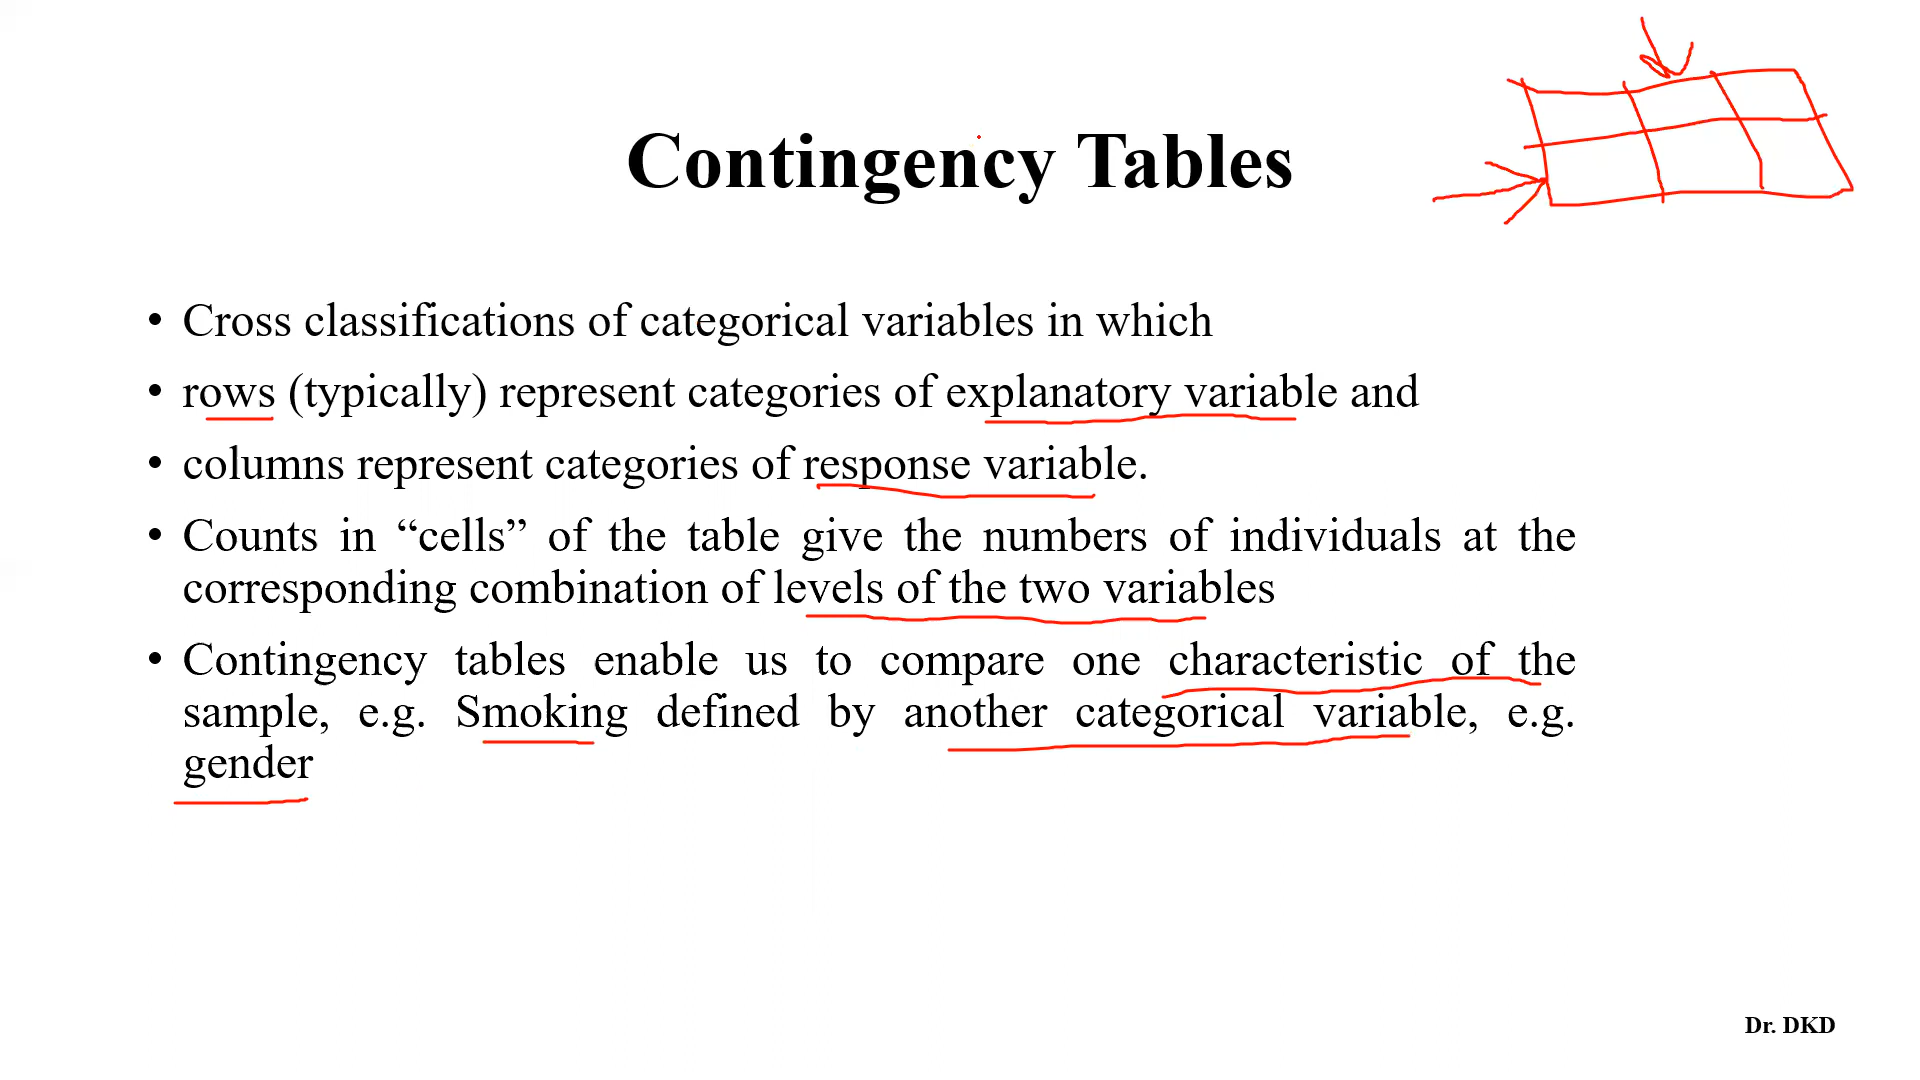 Contingency Tables
• Cross classifications of categorical variables in which
• rows (typically) represent categories of explanatory variable and
• columns represent categories of response variable.
• Counts in “cells” of the table give the numbers of individuals at the
corresponding combination of levels of the two variables
• Contingency tables enable us to compare one characteristic of the
sample, e.g. Smoking defined by another categorical variable, e.g.
gender
Dr. DKD